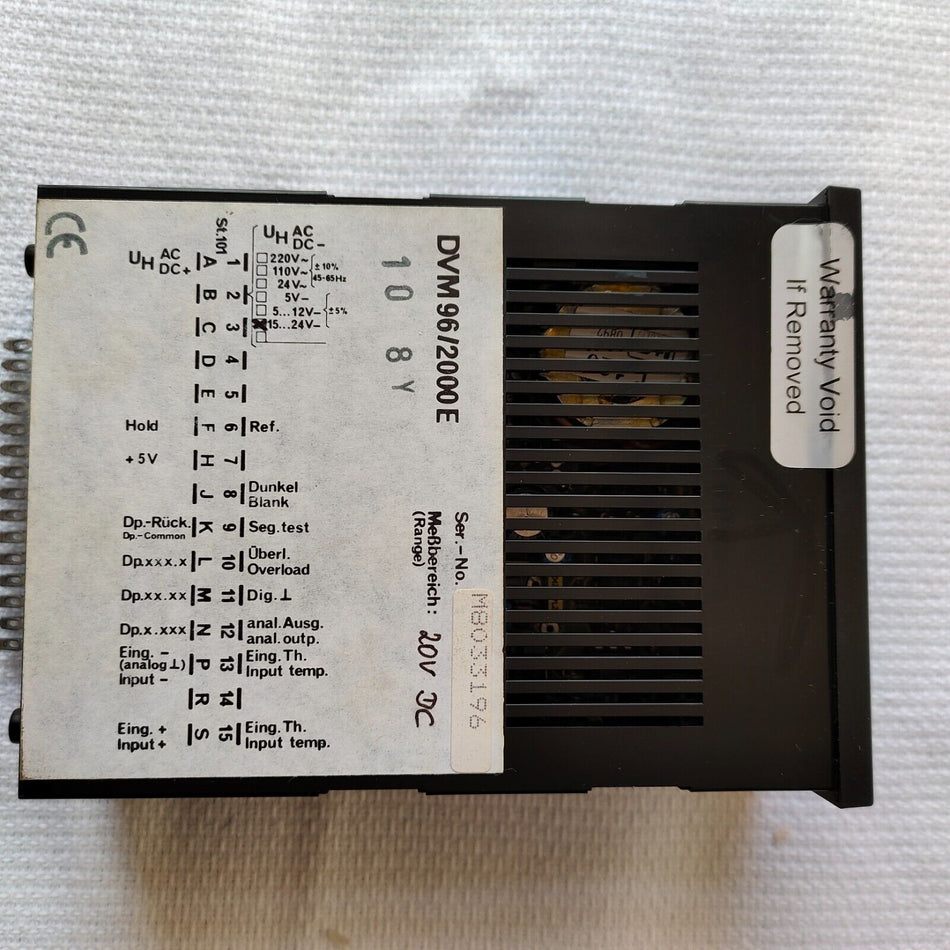 CE
DVM 96/2000 E
10 8Y
Ser.-No. M8033196
Meßbereich: 20V DC
(Range)
St.101
UH AC
DC-
220V~
110V~
24V~
± 10%
45-65Hz
5V-
5...12V-
15...24V-
± 5%
UH AC
DC+
A 1
B 2
C 3
D 4
E 5
Hold F 6 Ref.
+ 5V H 7
J 8 Dunkel
Blank
Dp.-Rück. K 9 Seg.test
Dp.-Common
Dp.xxx.x L 10 Überl.
Overload
Dp.xx.xx M 11 Dig.⊥
Dp.x.xxx N 12 anal.Ausg.
anal.outp.
Eing. - P 13 Eing.Th.
(analog⊥) Input temp.
Input -
R 14
Eing. + S 15 Eing.Th.
Input + Input temp.
Warranty Void
If Removed